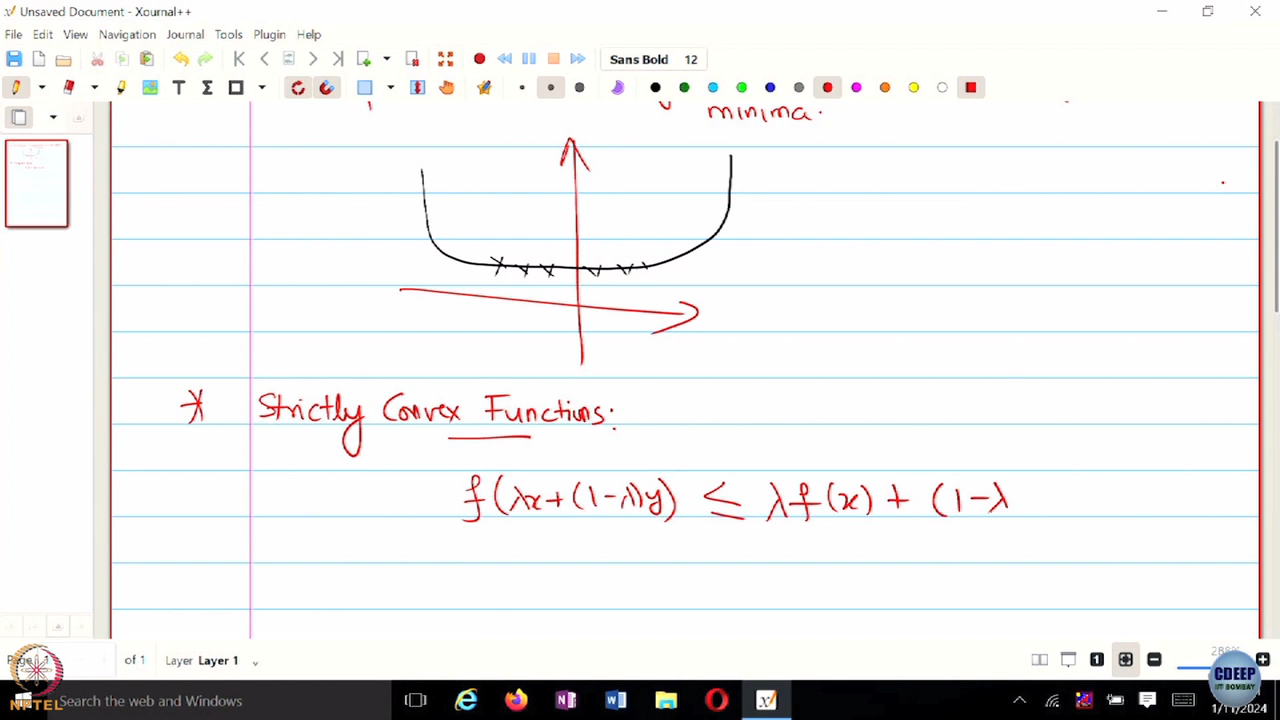 Unsaved Document - Xournal++
File Edit View Navigation Journal Tools Plugin Help
Sans Bold 12
minima.
* Strictly Convex Functions:
f(λx+(1-λ)y) ≤ λf(x) + (1-λ
of 1 Layer Layer 1
288%
NPTEL
Search the web and Windows
CDEEP
IIT BOMBAY
1/11/2024